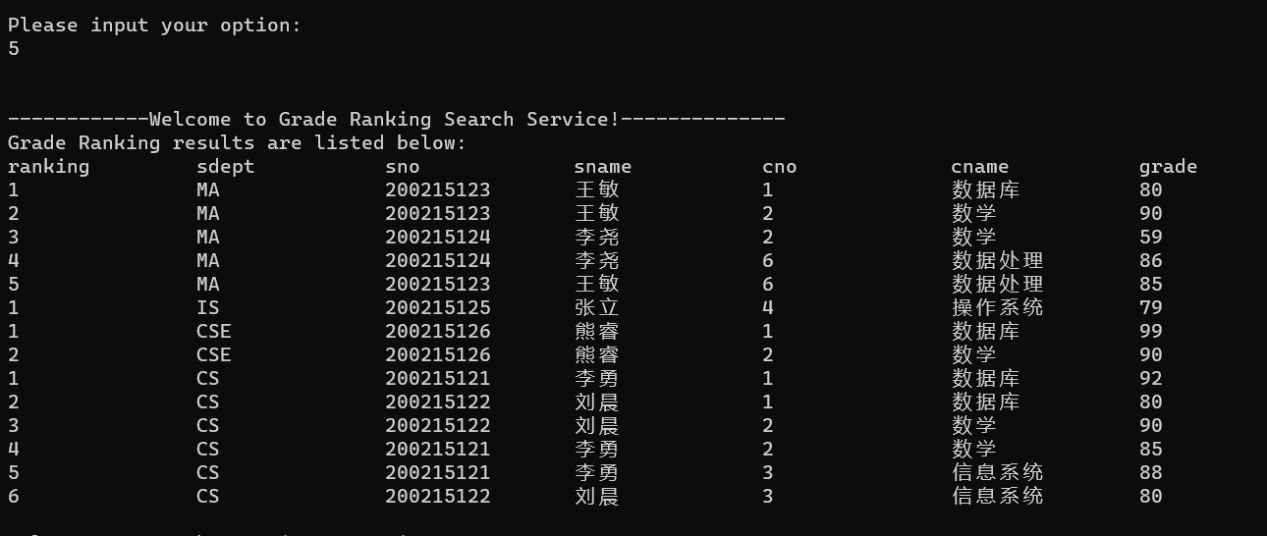 Please input your option:
5
------------Welcome to Grade Ranking Search Service!--------------
Grade Ranking results are listed below:
ranking sdept sno sname cno cname grade
1 MA 200215123 王敏 1 数据库 80
2 MA 200215123 王敏 2 数学 90
3 MA 200215124 李尧 2 数学 59
4 MA 200215124 李尧 6 数据处理 86
5 MA 200215123 王敏 6 数据处理 85
1 IS 200215125 张立 4 操作系统 79
1 CSE 200215126 熊睿 1 数据库 99
2 CSE 200215126 熊睿 2 数学 90
1 CS 200215121 李勇 1 数据库 92
2 CS 200215122 刘晨 1 数据库 80
3 CS 200215122 刘晨 2 数学 90
4 CS 200215121 李勇 2 数学 85
5 CS 200215121 李勇 3 信息系统 88
6 CS 200215122 刘晨 3 信息系统 80